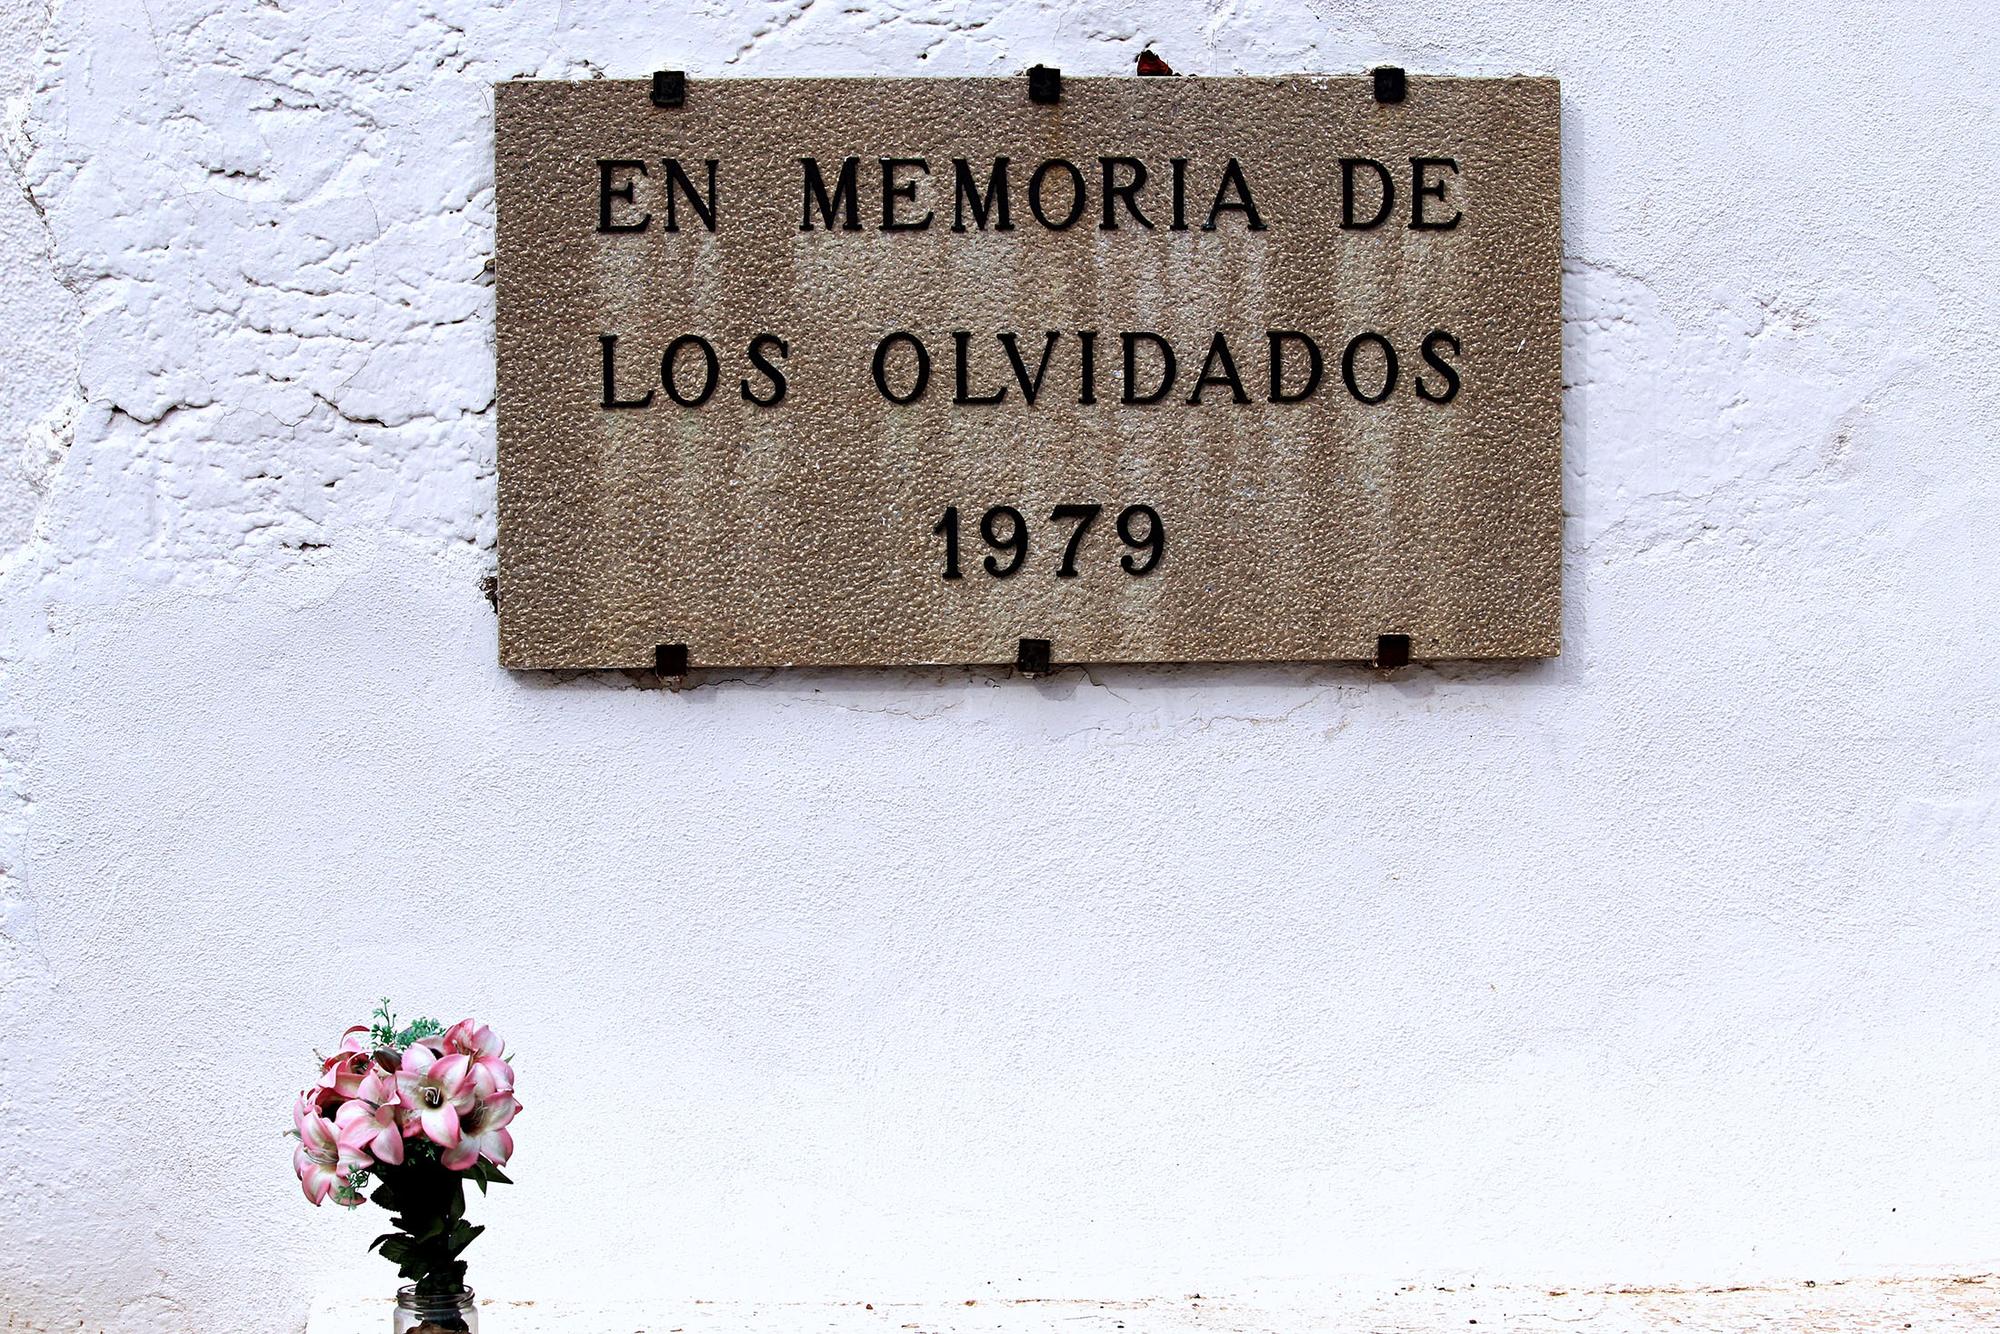 EN MEMORIA DE
LOS OLVIDADOS
1979